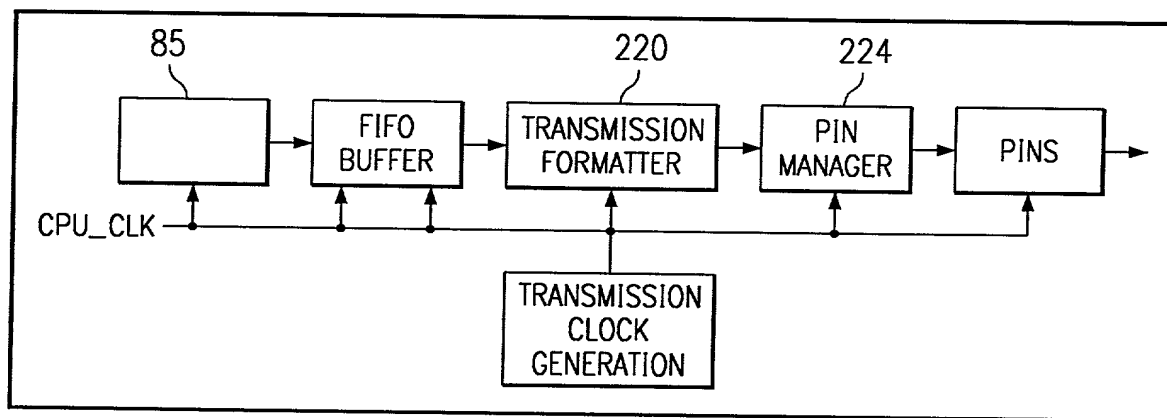 85
220
224
FIFO
BUFFER
TRANSMISSION
FORMATTER
PIN
MANAGER
PINS
CPU_CLK
TRANSMISSION
CLOCK
GENERATION